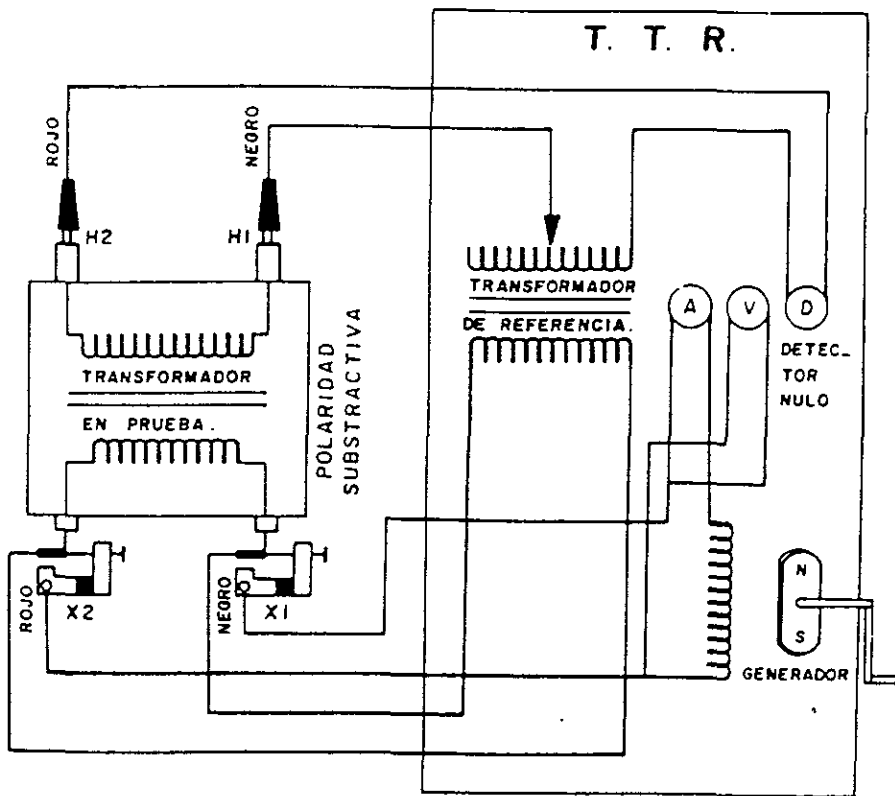 T. T. R.
ROJO
NEGRO
H2
H1
TRANSFORMADOR
EN PRUEBA.
POLARIDAD
SUBSTRACTIVA
TRANSFORMADOR
DE REFERENCIA.
A
V
D
DETEC_
TOR
NULO
ROJO
X2
NEGRO
X1
N
S
GENERADOR